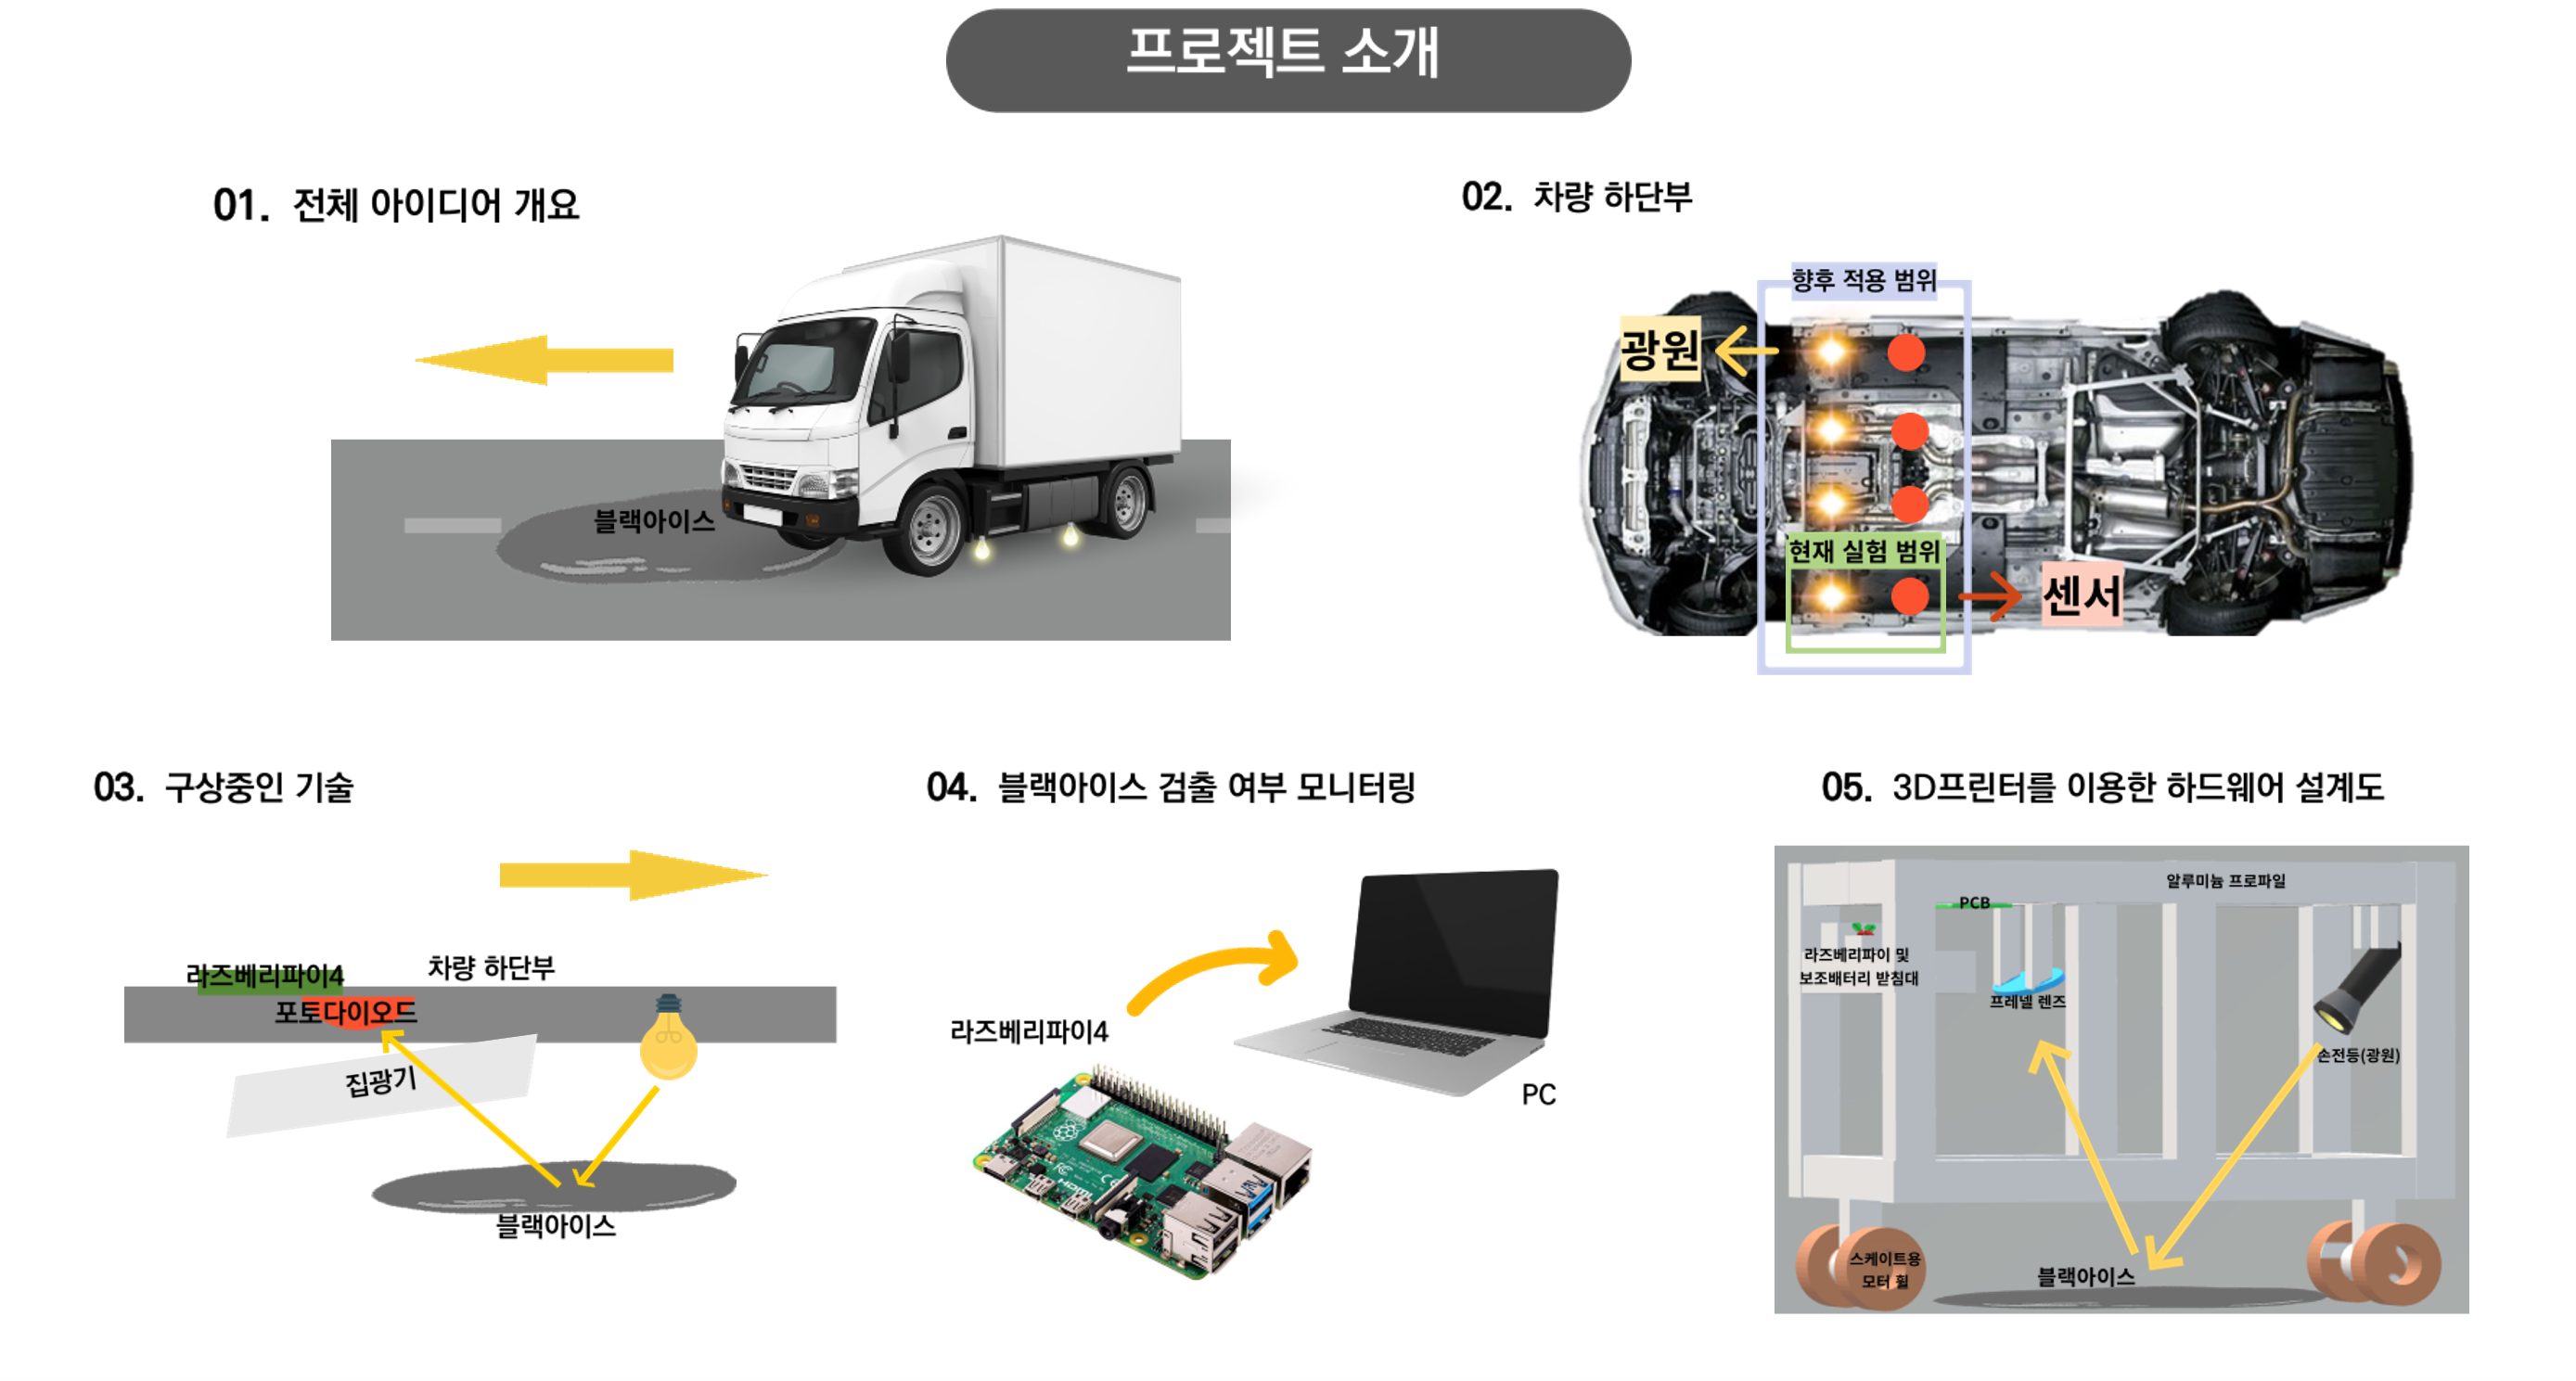 프로젝트 소개
01. 전체 아이디어 개요
블랙아이스
02. 차량 하단부
향후 적용 범위
광원
현재 실험 범위
센서
03. 구상중인 기술
라즈베리파이4
차량 하단부
포토다이오드
집광기
블랙아이스
04. 블랙아이스 검출 여부 모니터링
라즈베리파이4
PC
HDMI
05. 3D프린터를 이용한 하드웨어 설계도
알루미늄 프로파일
PCB
라즈베리파이 및
보조배터리 받침대
프레넬 렌즈
손전등(광원)
스케이트용
모터 휠
블랙아이스